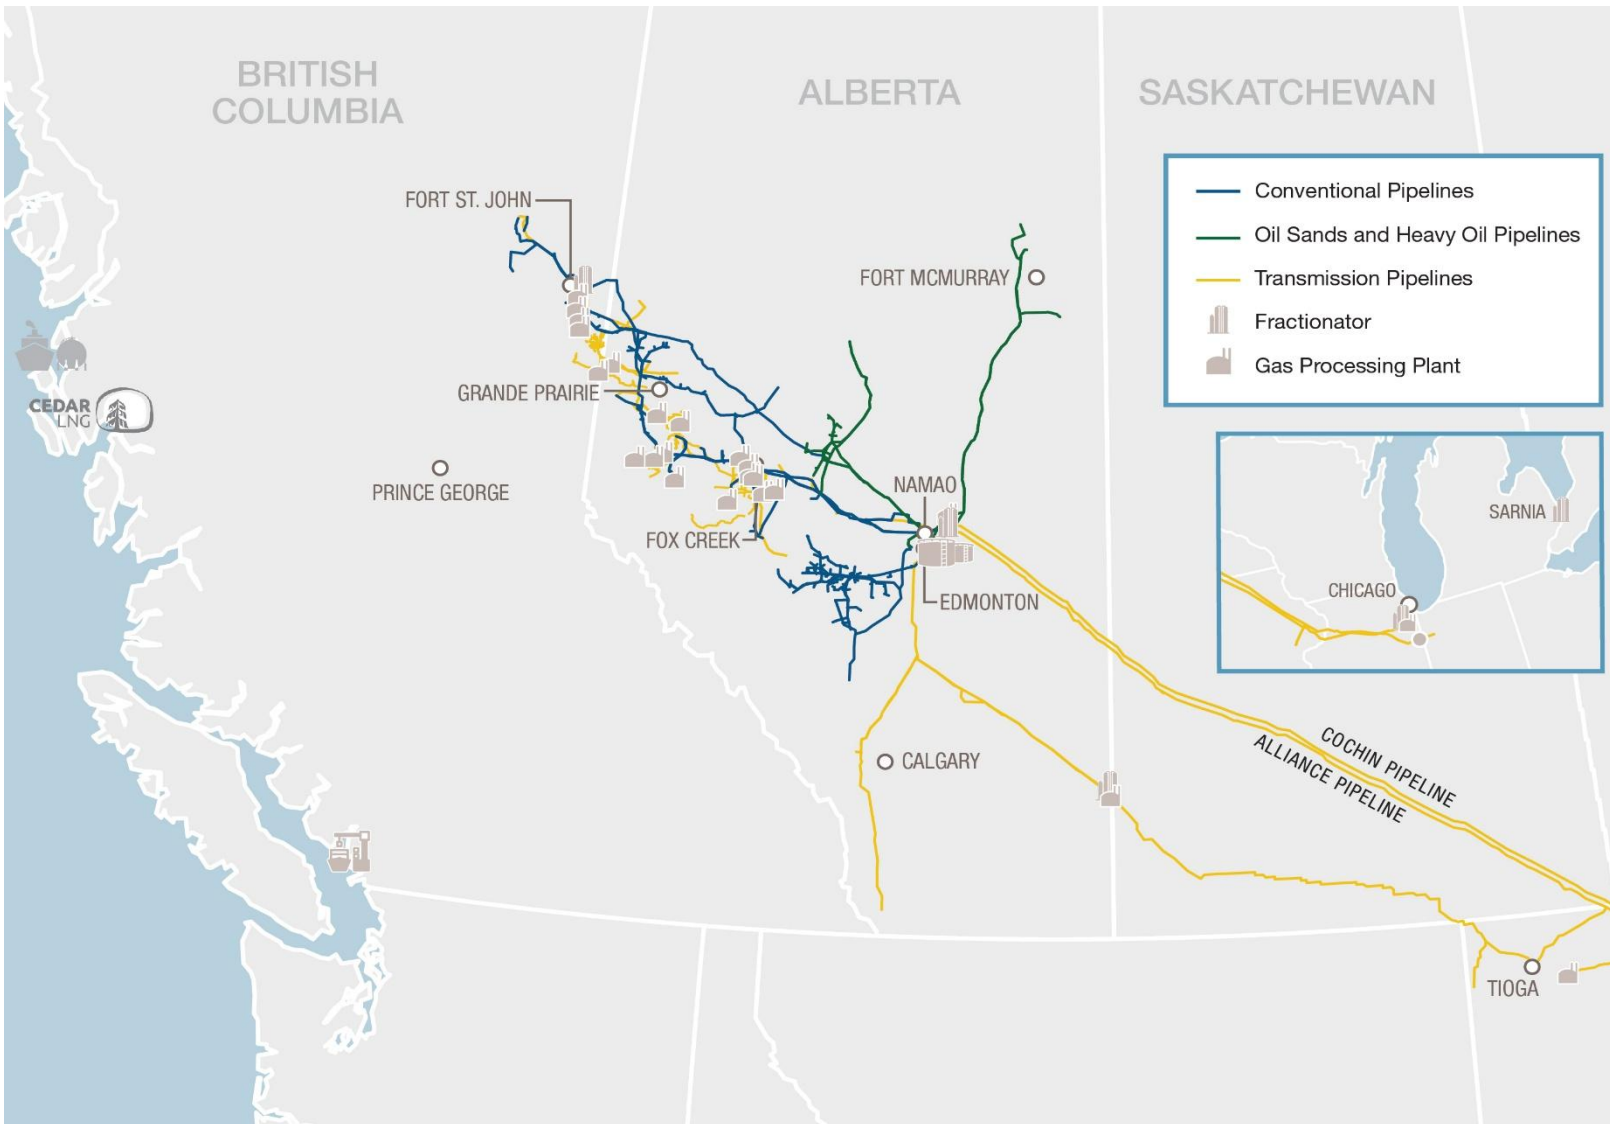 BRITISH
COLUMBIA
ALBERTA
SASKATCHEWAN
Conventional Pipelines
Oil Sands and Heavy Oil Pipelines
Transmission Pipelines
Fractionator
Gas Processing Plant
FORT ST. JOHN
FORT MCMURRAY
GRANDE PRAIRIE
CEDAR
LNG
PRINCE GEORGE
NAMAO
FOX CREEK
EDMONTON
SARNIA
CHICAGO
CALGARY
COCHIN PIPELINE
ALLIANCE PIPELINE
TIOGA